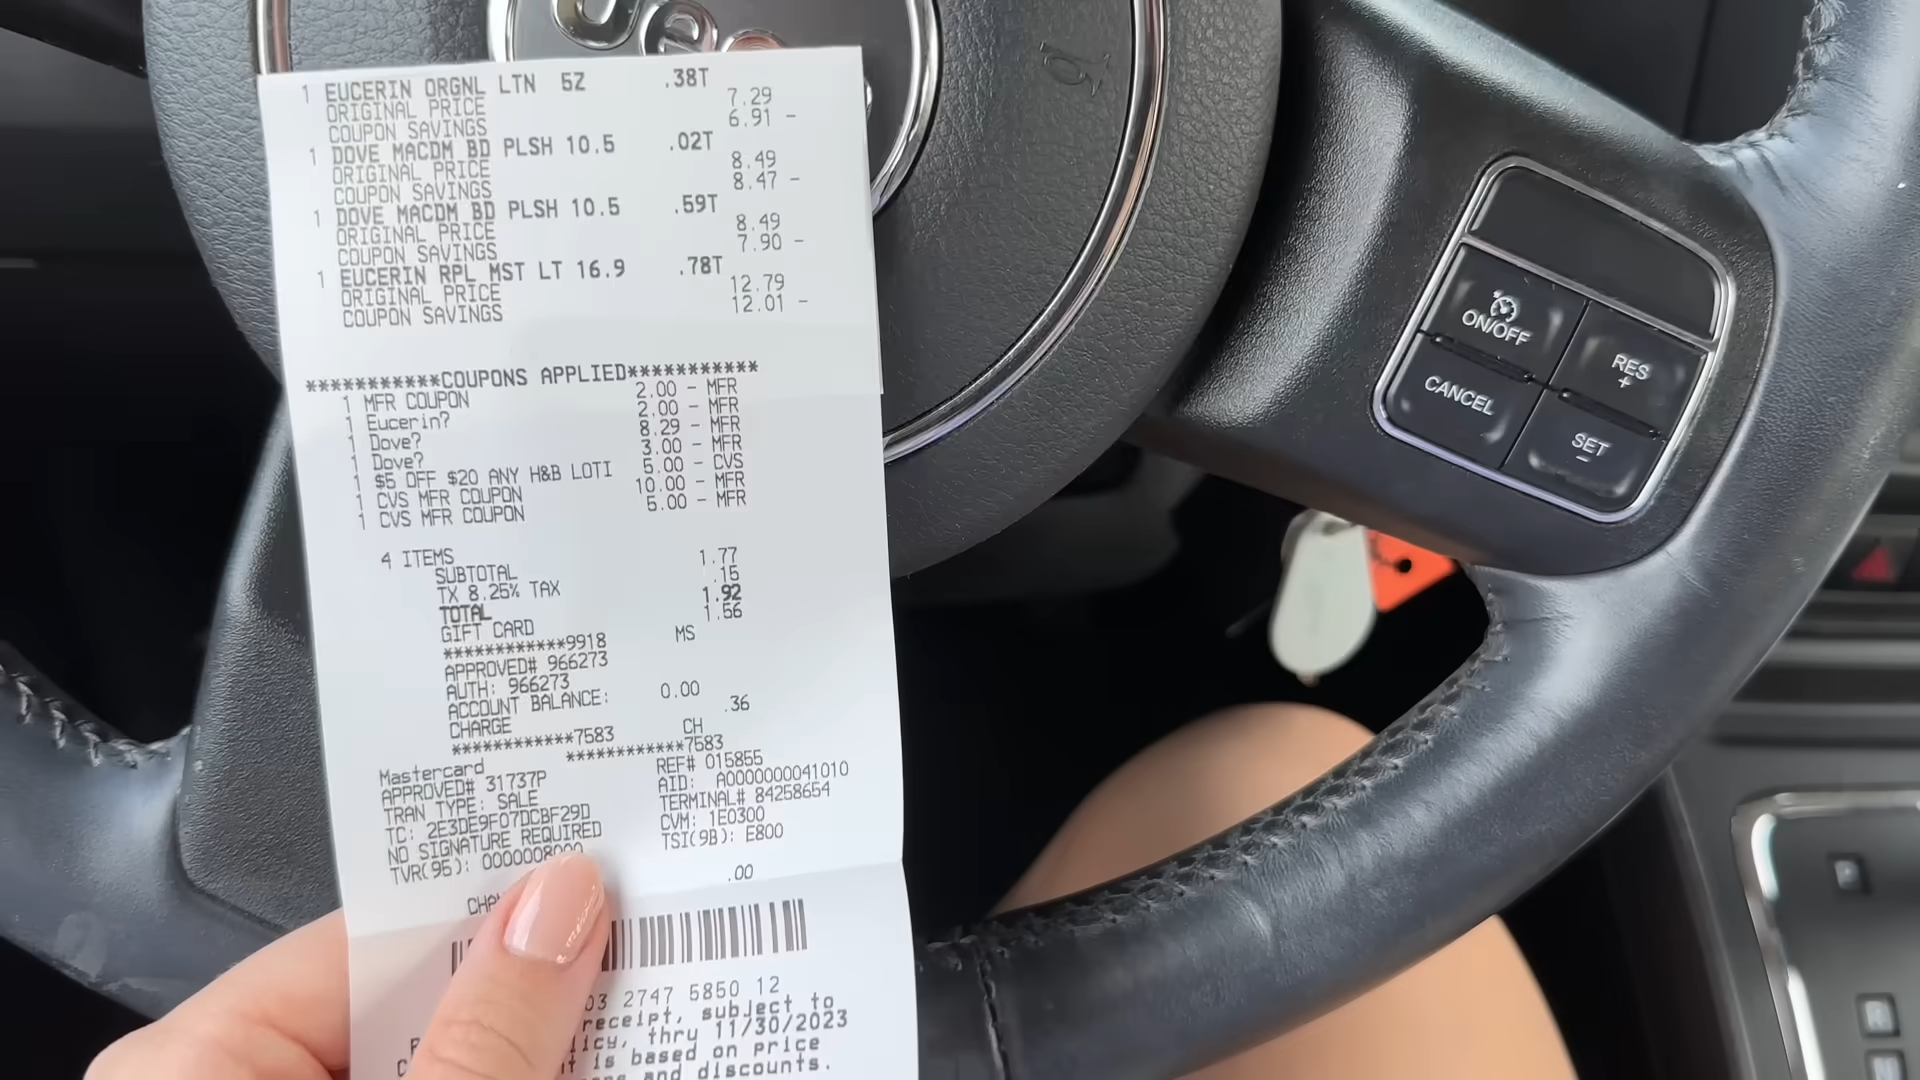 Jeep
1 EUCERIN ORGNL LTN 5Z .38T
ORIGINAL PRICE 7.29
COUPON SAVINGS 6.91 -
1 DOVE MACDM BD PLSH 10.5 .02T
ORIGINAL PRICE 8.49
COUPON SAVINGS 8.47 -
1 DOVE MACDM BD PLSH 10.5 .59T
ORIGINAL PRICE 8.49
COUPON SAVINGS 7.90 -
1 EUCERIN RPL MST LT 16.9 .78T
ORIGINAL PRICE 12.79
COUPON SAVINGS 12.01 -
***********COUPONS APPLIED***********
1 MFR COUPON 2.00 - MFR
1 Eucerin? 2.00 - MFR
1 Dove? 8.29 - MFR
1 Dove? 3.00 - MFR
1 $5 OFF $20 ANY H&B LOTI 5.00 - CVS
1 CVS MFR COUPON 10.00 - MFR
1 CVS MFR COUPON 5.00 - MFR
4 ITEMS
SUBTOTAL 1.77
TX 8.25% TAX .15
TOTAL 1.92
GIFT CARD 1.56
************9918 MS
APPROVED# 966273
AUTH: 966273
ACCOUNT BALANCE: 0.00
CHARGE .36
************7583 CH
************7583
Mastercard
APPROVED# 31737P REF# 015855
TRAN TYPE: SALE AID: A0000000041010
TC: 2E3DE9F07DCBF29D TERMINAL# 84258654
NO SIGNATURE REQUIRED CVM: 1E0300
TVR(95): 0000008000 TSI(9B): E800
.00
03 2747 5850 12
receipt, subject to
thru 11/30/2023
is based on price
and discounts.
ON/OFF
RES
+
CANCEL
SET
-
R
N